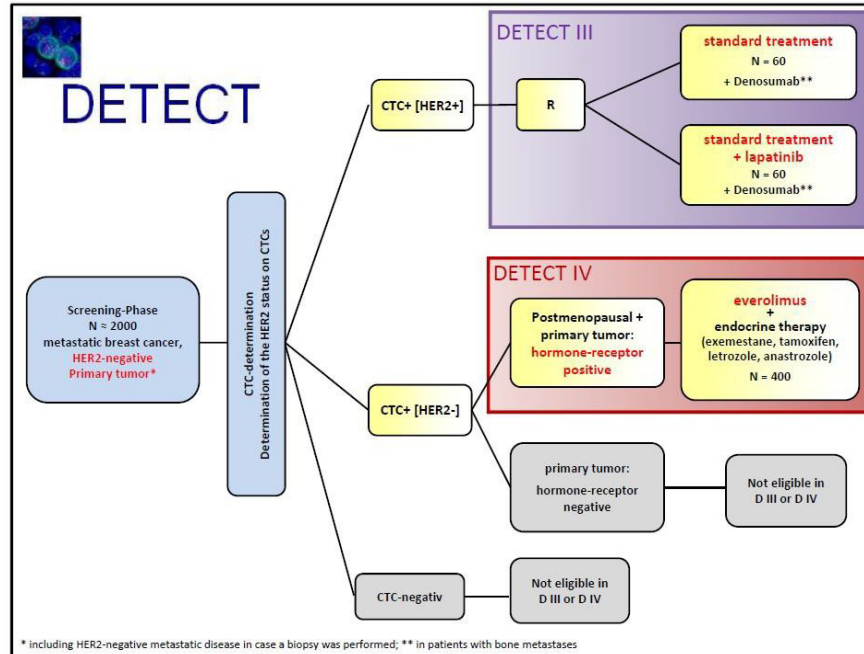 DETECT
DETECT III
CTC+ [HER2+]
R
standard treatment
N = 60
+ Denosumab**
standard treatment
+ lapatinib
N = 60
+ Denosumab**
Screening-Phase
N ≈ 2000
metastatic breast cancer,
HER2-negative
Primary tumor*
CTC-determination
Determination of the HER2 status on CTCs
DETECT IV
CTC+ [HER2-]
Postmenopausal +
primary tumor:
hormone-receptor
positive
everolimus
+
endocrine therapy
(exemestane, tamoxifen,
letrozole, anastrozole)
N = 400
primary tumor:
hormone-receptor
negative
Not eligible in
D III or D IV
CTC-negativ
Not eligible in
D III or D IV
* including HER2-negative metastatic disease in case a biopsy was performed; ** in patients with bone metastases